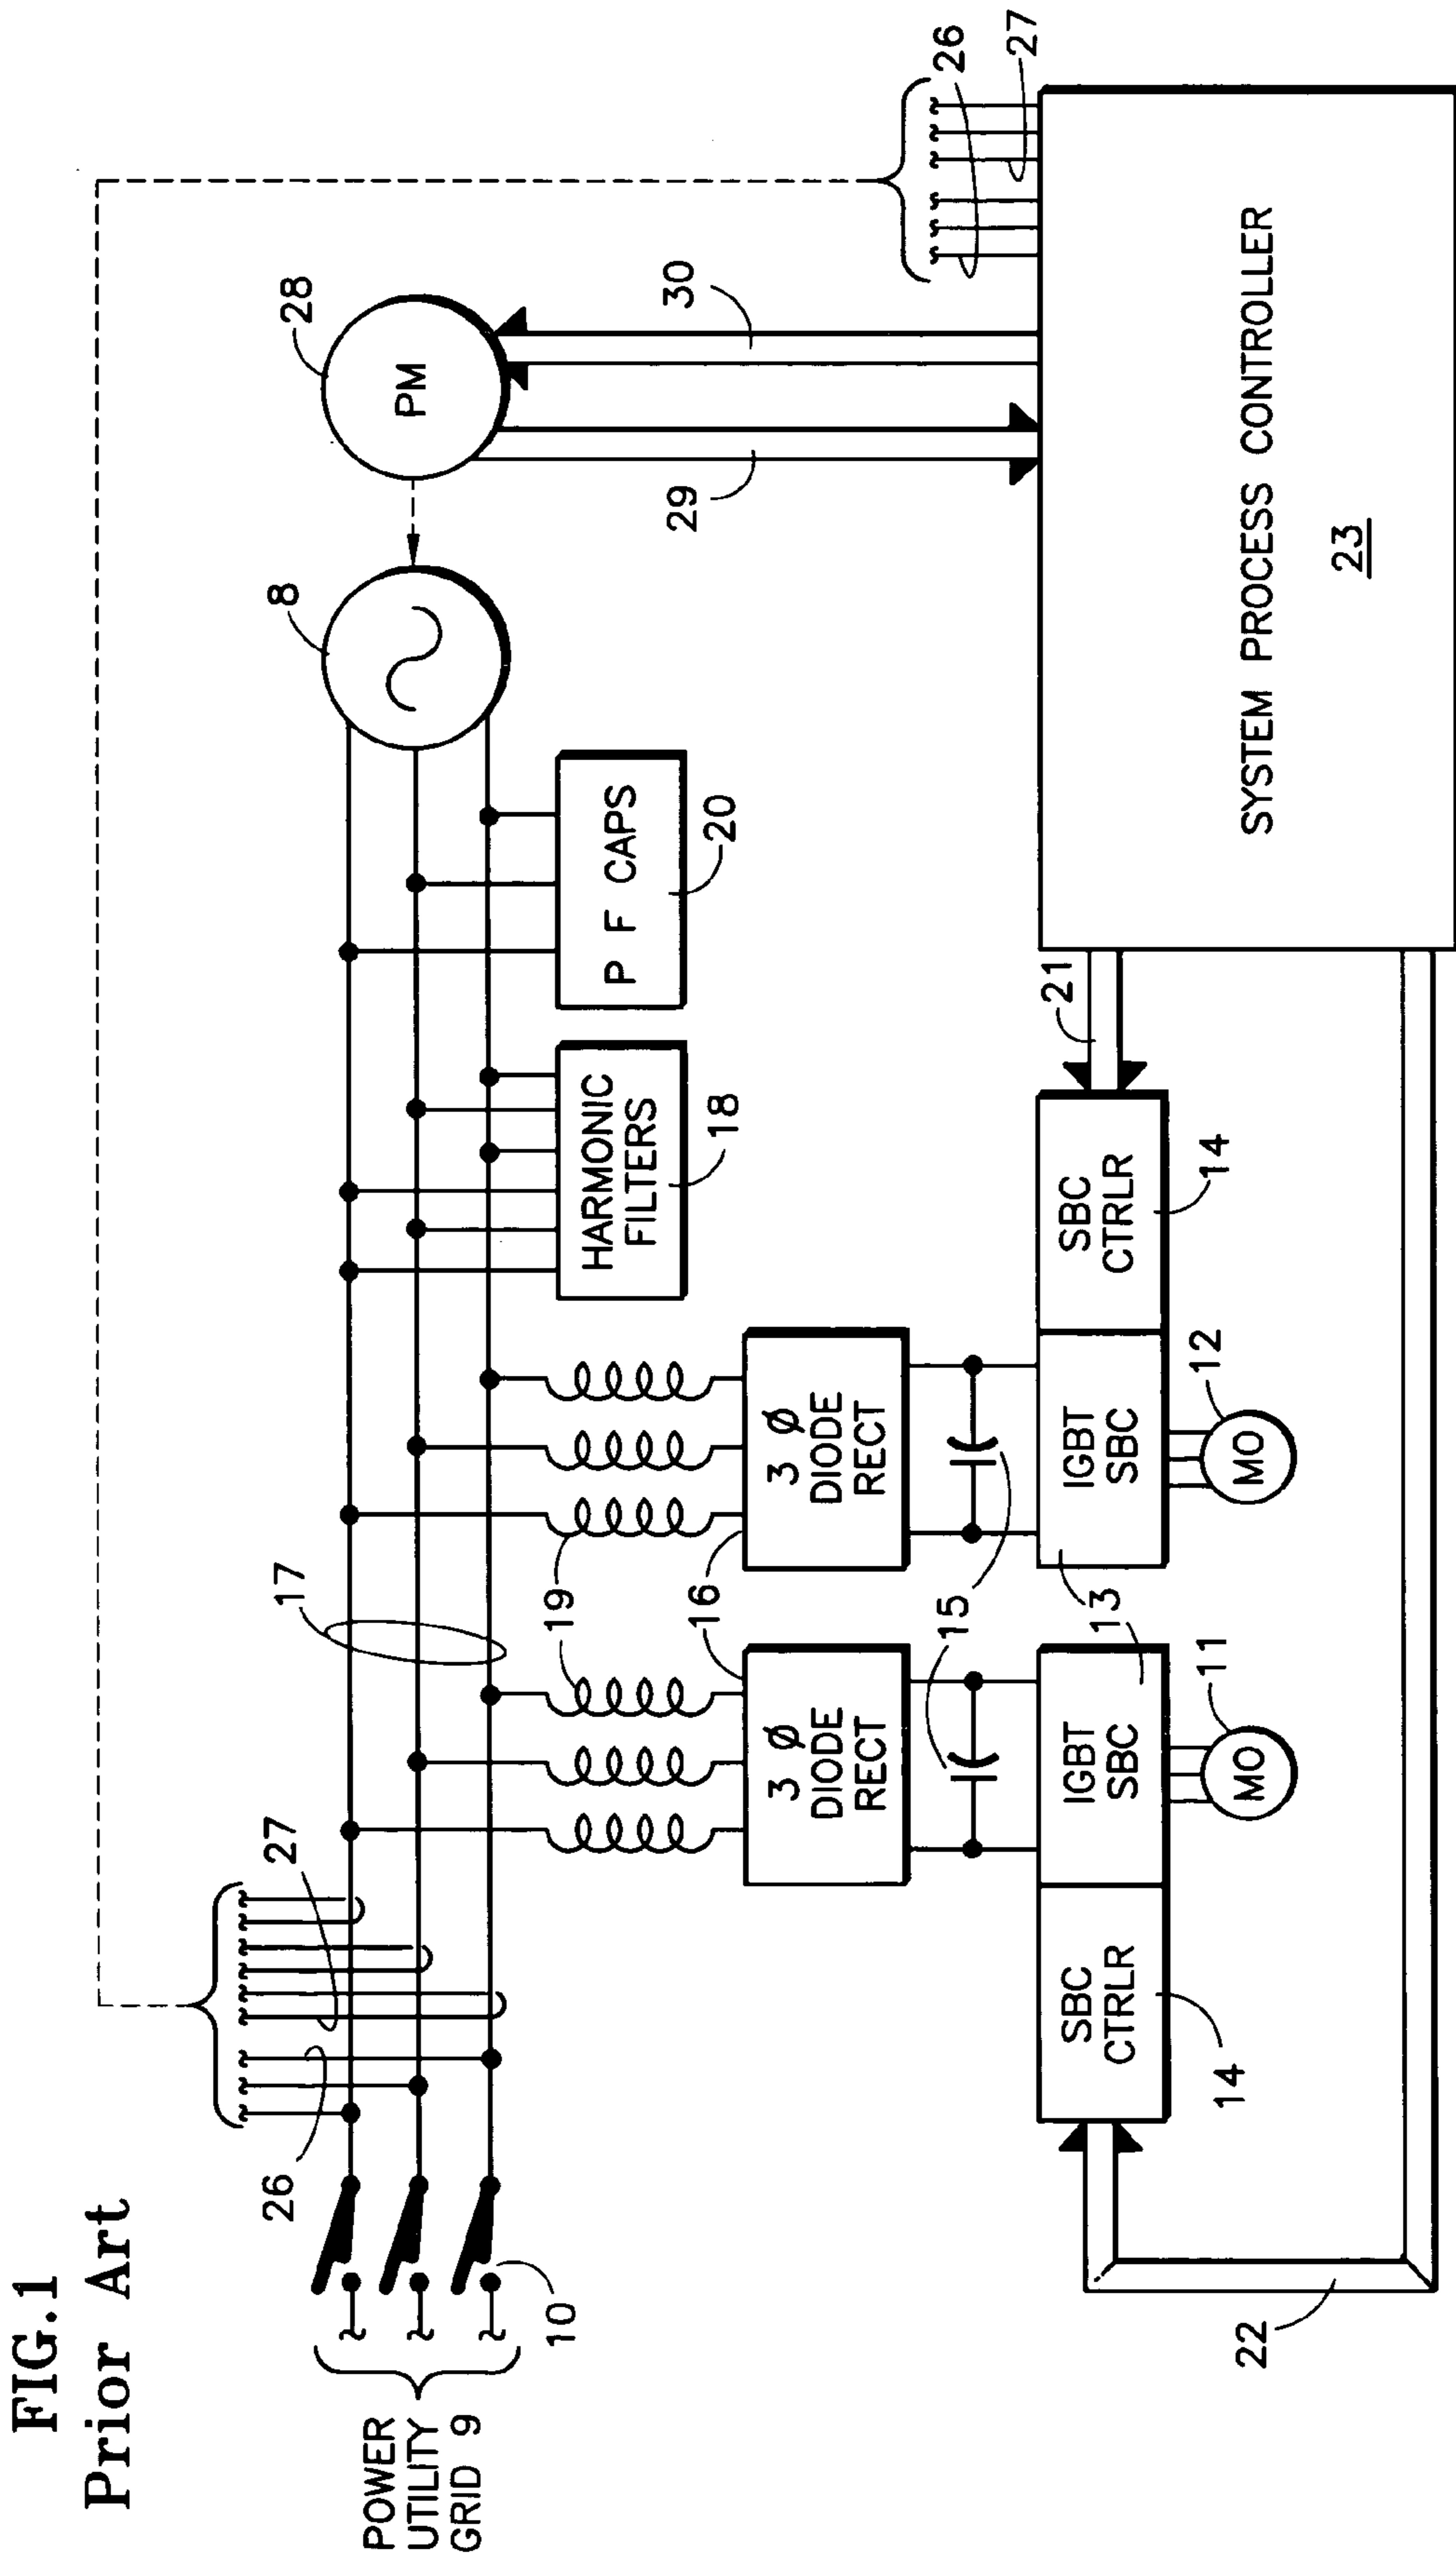 FIG.1
Prior Art
POWER
UTILITY
GRID 9
10
26
27
17
19
16
15
13
11
12
14
14
22
21
18
20
8
28
29
30
26
27
3 Ø
DIODE
RECT
3 Ø
DIODE
RECT
HARMONIC
FILTERS
P F CAPS
PM
SBC
CTRLR
IGBT
SBC
MO
IGBT
SBC
SBC
CTRLR
MO
SYSTEM PROCESS CONTROLLER
23